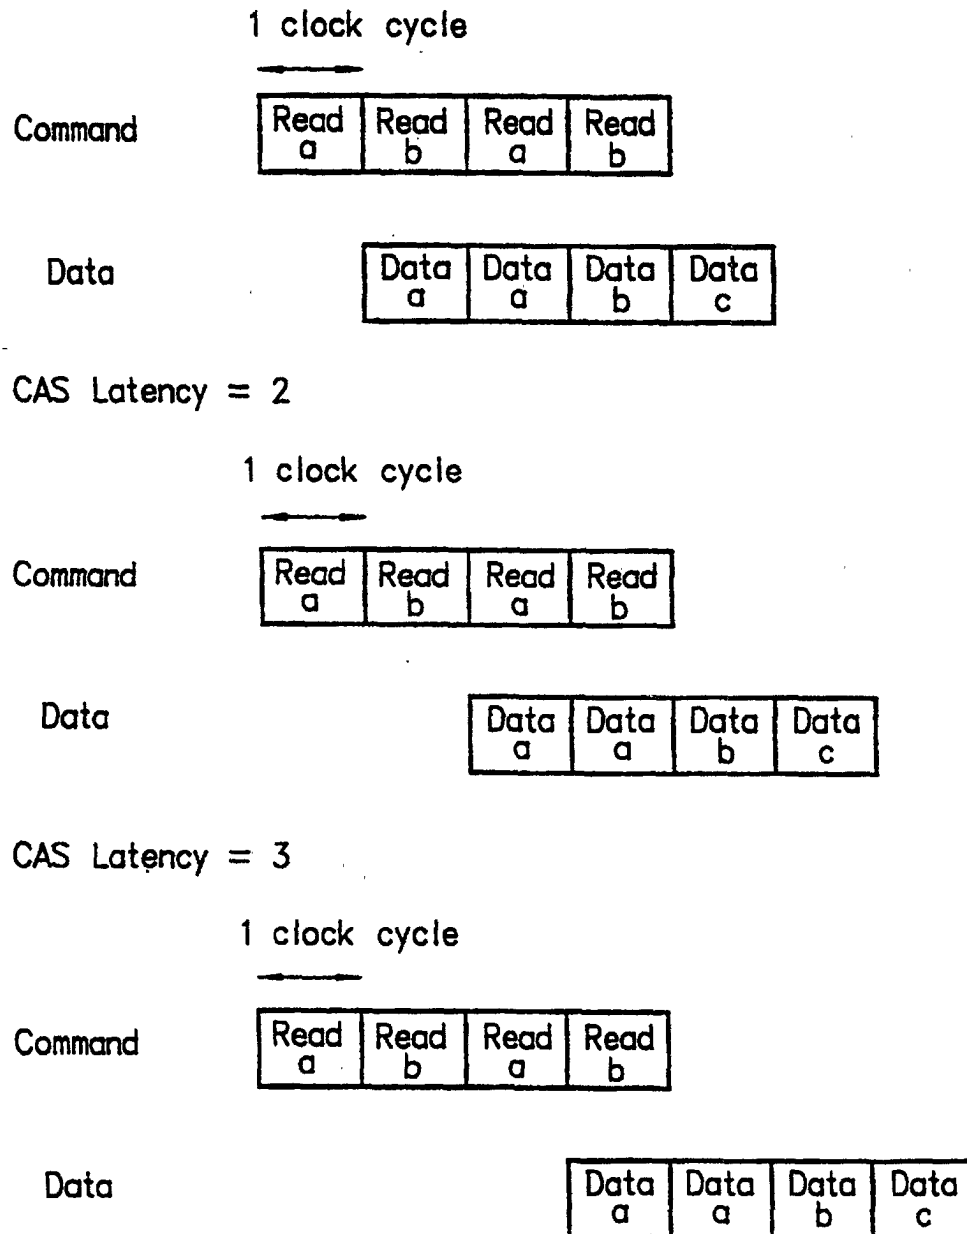 1 clock cycle
Command
Read a
Read b
Read a
Read b
Data
Data a
Data a
Data b
Data c
CAS Latency = 2
1 clock cycle
Command
Read a
Read b
Read a
Read b
Data
Data a
Data a
Data b
Data c
CAS Latency = 3
1 clock cycle
Command
Read a
Read b
Read a
Read b
Data
Data a
Data a
Data b
Data c